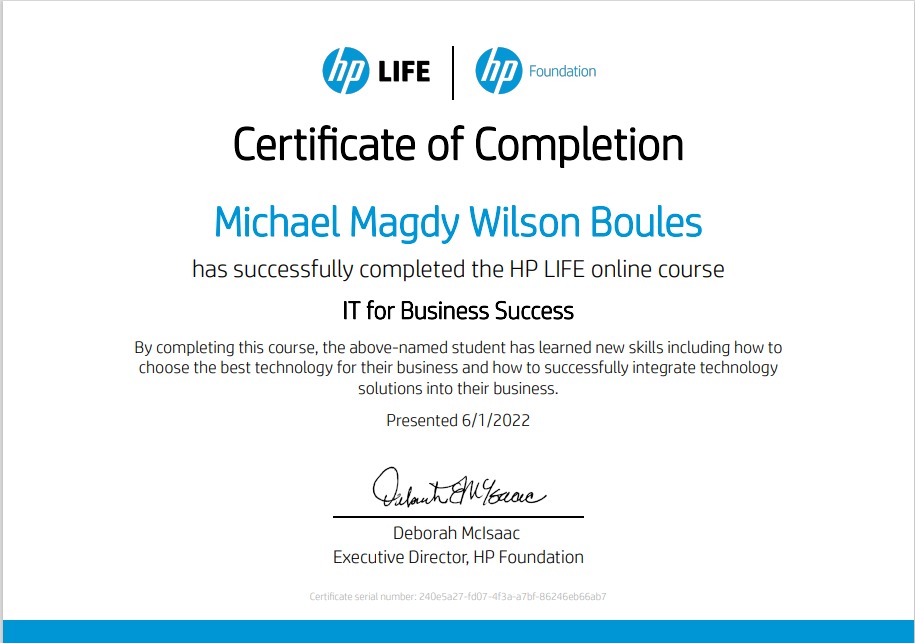 hp LIFE | hp Foundation
Certificate of Completion
Michael Magdy Wilson Boules
has successfully completed the HP LIFE online course
IT for Business Success
By completing this course, the above-named student has learned new skills including how to
choose the best technology for their business and how to successfully integrate technology
solutions into their business.
Presented 6/1/2022
Deborah McIsaac
Deborah McIsaac
Executive Director, HP Foundation
Certificate serial number: 240e5a27-fd07-4f3a-a7bf-86246eb66ab7